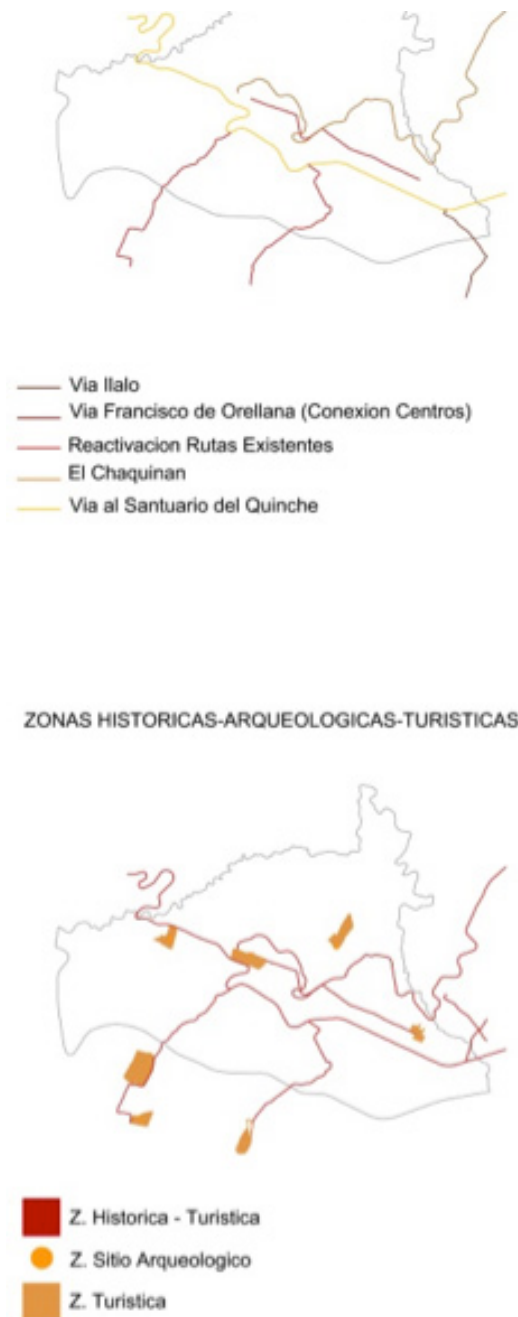 Via Ilalo
Via Francisco de Orellana (Conexion Centros)
Reactivacion Rutas Existentes
El Chaquinan
Via al Santuario del Quinche
ZONAS HISTORICAS-ARQUEOLOGICAS-TURISTICAS
Z. Historica - Turistica
Z. Sitio Arqueologico
Z. Turistica